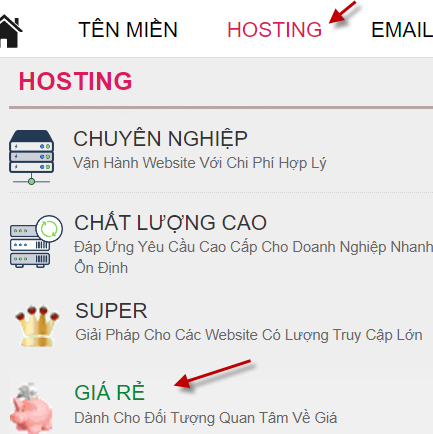 TÊN MIỀN HOSTING EMAIL
HOSTING
CHUYÊN NGHIỆP
Vận Hành Website Với Chi Phí Hợp Lý
CHẤT LƯỢNG CAO
Đáp Ứng Yêu Cầu Cao Cấp Cho Doanh Nghiệp Nhanh
Ổn Định
SUPER
Giải Pháp Cho Các Website Có Lượng Truy Cập Lớn
GIÁ RẺ
Dành Cho Đối Tượng Quan Tâm Về Giá